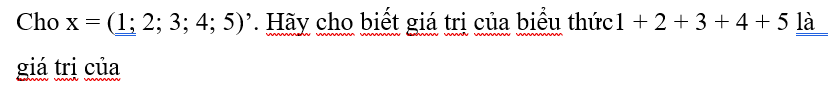 Cho x = (1; 2; 3; 4; 5)’. Hãy cho biết giá trị của biểu thức1 + 2 + 3 + 4 + 5 là
giá trị của